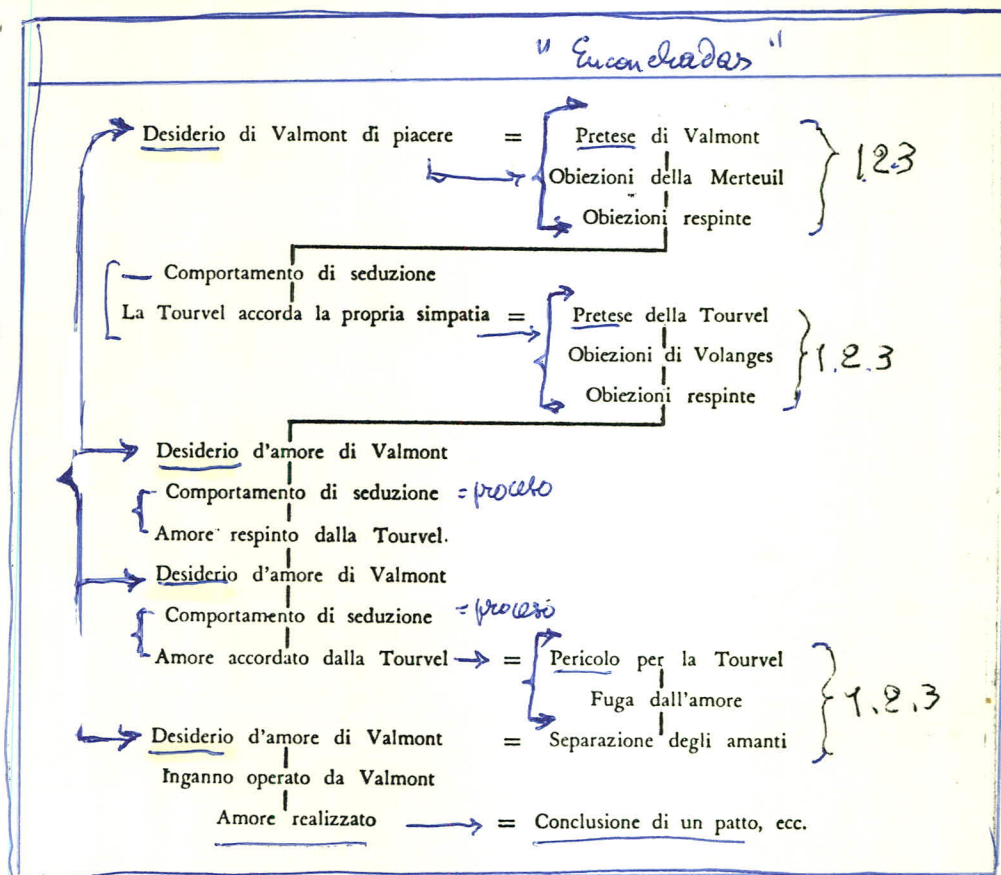 "Enconchadas"
Desiderio di Valmont di piacere = Pretese di Valmont
Obiezioni della Merteuil 1.2.3
Obiezioni respinte
Comportamento di seduzione
La Tourvel accorda la propria simpatia = Pretese della Tourvel
Obiezioni di Volanges 1.2.3
Obiezioni respinte
Desiderio d'amore di Valmont
Comportamento di seduzione = proceso
Amore respinto dalla Tourvel.
Desiderio d'amore di Valmont
Comportamento di seduzione = proceso
Amore accordato dalla Tourvel = Pericolo per la Tourvel
Fuga dall'amore 1.2.3
Desiderio d'amore di Valmont = Separazione degli amanti
Inganno operato da Valmont
Amore realizzato = Conclusione di un patto, ecc.